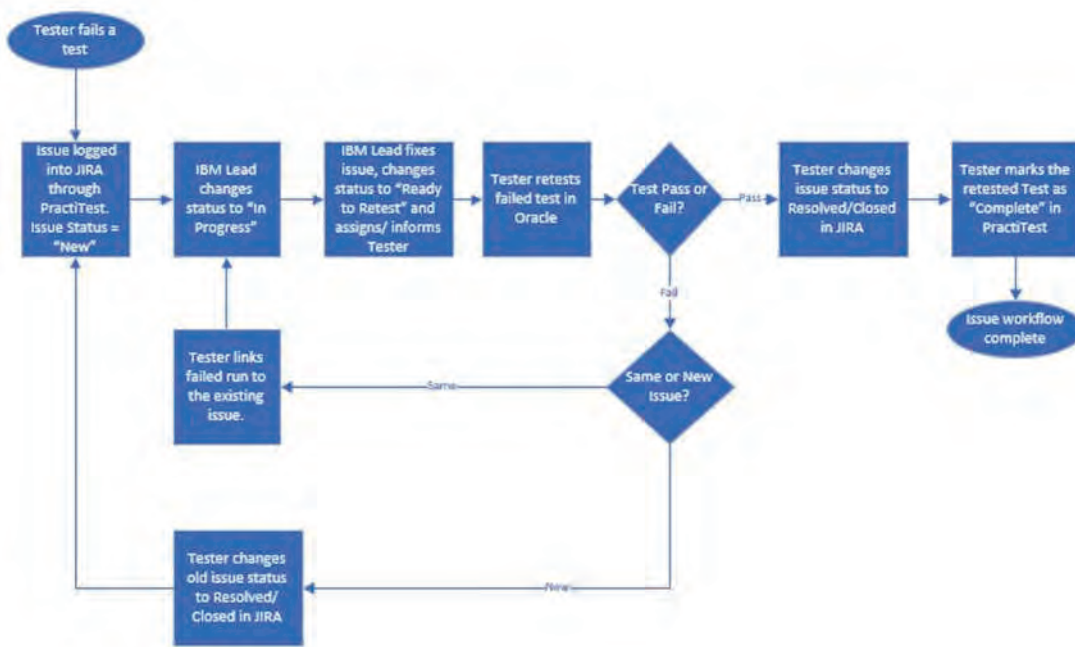 Tester fails a
test
Issue logged
into JIRA
through
PractiTest.
Issue Status =
"New"
IBM Lead
changes
status to "In
Progress"
IBM Lead fixes
issue, changes
status to "Ready
to Retest" and
assigns/ informs
Tester
Tester retests
failed test in
Oracle
Test Pass or
Fail?
Pass
Tester changes
issue status to
Resolved/Closed
in JIRA
Tester marks the
retested Test as
"Complete" in
PractiTest
Fail
Issue workflow
complete
Tester links
failed run to
the existing
issue.
Same
Same or New
Issue?
Tester changes
old issue status
to Resolved/
Closed in JIRA
New